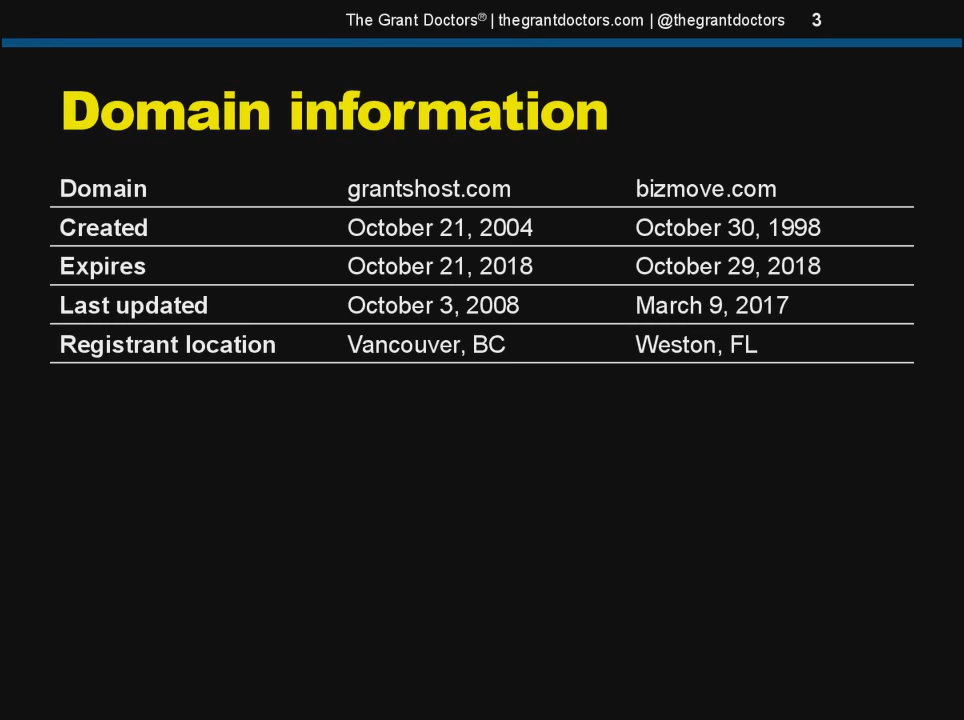 The Grant Doctors® | thegrantdoctors.com | @thegrantdoctors 3
Domain information
Domain grantshost.com bizmove.com
Created October 21, 2004 October 30, 1998
Expires October 21, 2018 October 29, 2018
Last updated October 3, 2008 March 9, 2017
Registrant location Vancouver, BC Weston, FL